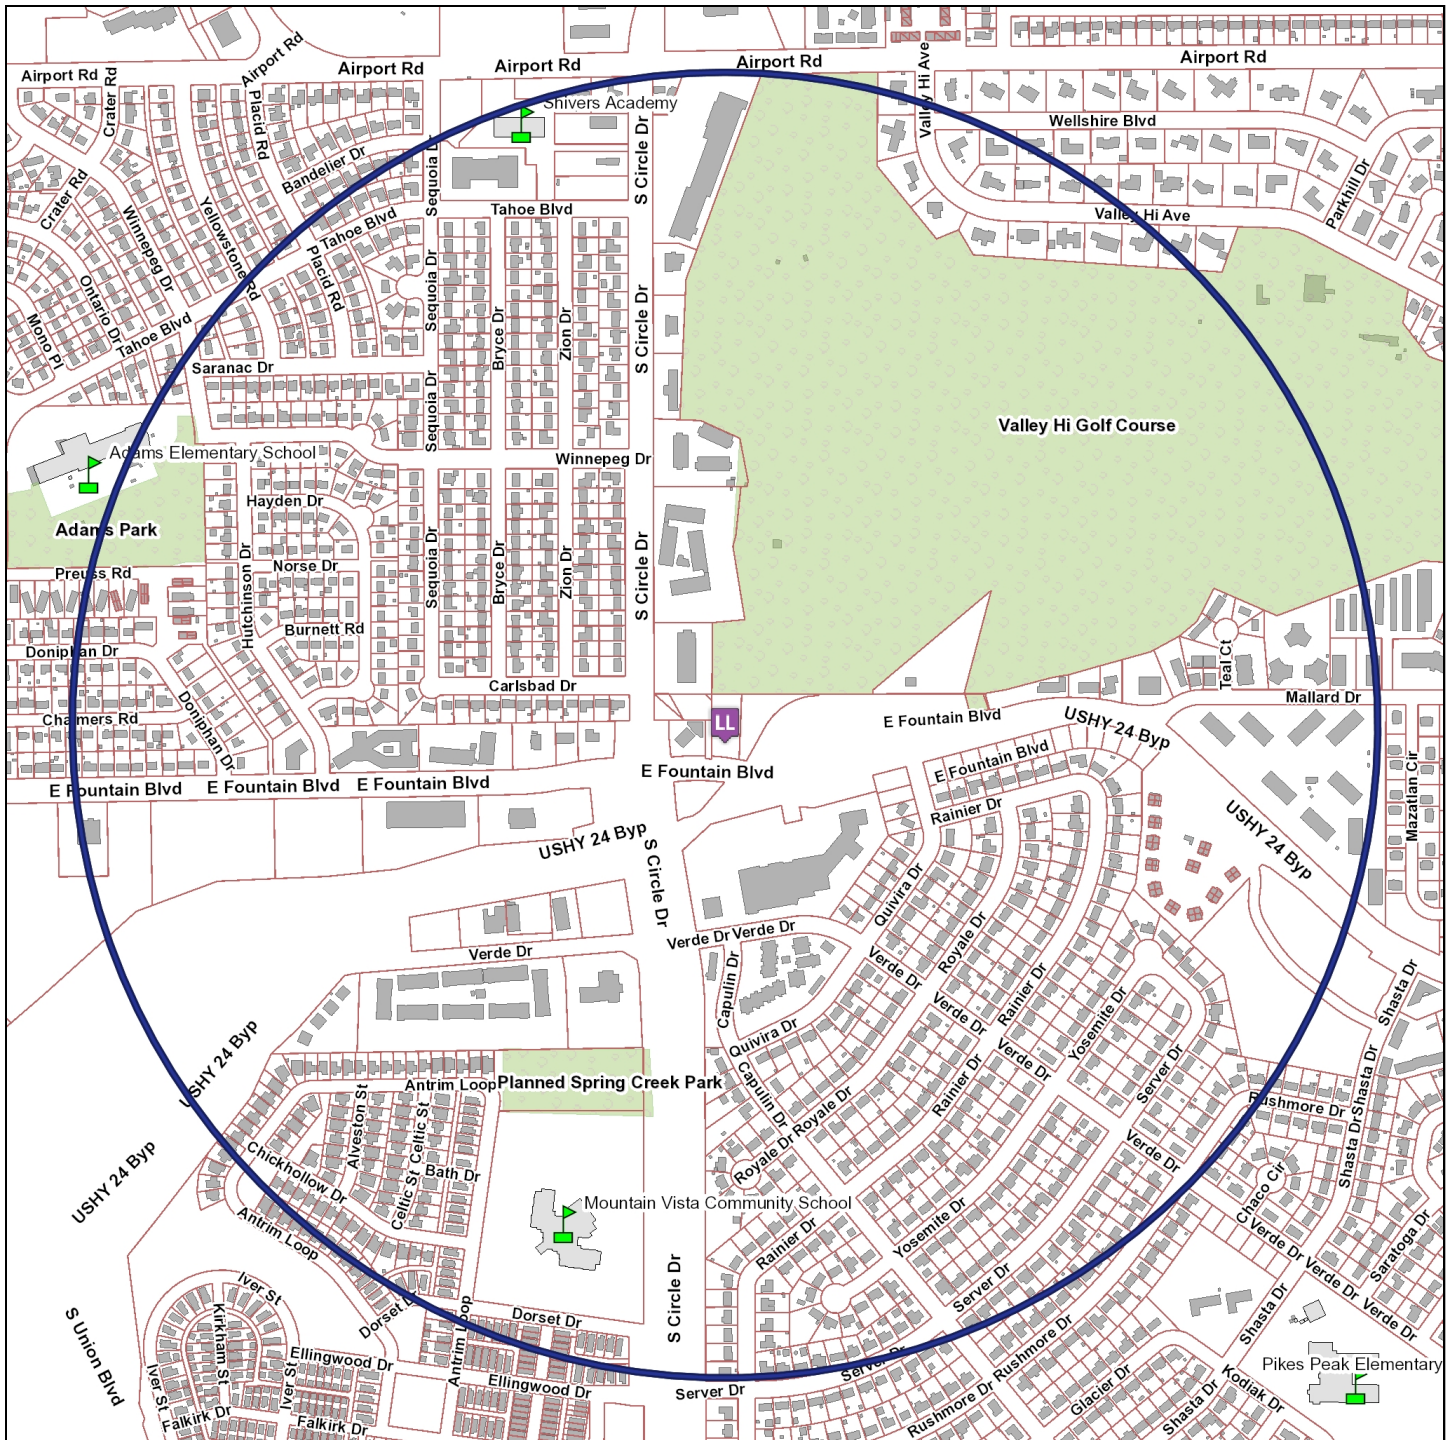 Airport Rd
Airport Rd
Airport Rd
Airport Rd
Airport Rd
Airport Rd
Crater Rd
Placid Rd
Valley Hi Ave
Shivers Academy
Wellshire Blvd
Bandelier Dr
Sequoia Dr
S Circle Dr
Parkhill Dr
Crater Rd
Winnepeg Dr
Yellowstone Rd
Tahoe Blvd
Tahoe Blvd
Valley Hi Ave
Placid Rd
Ontario Dr
Sequoia Dr
Bryce Dr
Zion Dr
S Circle Dr
Mono Pl
Tahoe Blvd
Saranac Dr
Sequoia Dr
Valley Hi Golf Course
Adams Elementary School
Winnepeg Dr
Hayden Dr
Adams Park
Preuss Rd
Norse Dr
Hutchinson Dr
Sequoia Dr
Bryce Dr
Zion Dr
S Circle Dr
Burnett Rd
Doniphan Dr
Teal Ct
Carlsbad Dr
Mallard Dr
Chalmers Rd
Doniphan Dr
LL
E Fountain Blvd
USHY 24 Byp
E Fountain Blvd
E Fountain Blvd
E Fountain Blvd
E Fountain Blvd
E Fountain Blvd
Mazatlan Cir
Rainier Dr
USHY 24 Byp
USHY 24 Byp
S Circle Dr
Quivira Dr
Verde Dr
Verde Dr
Royale Dr
Verde Dr
Verde Dr
Capulin Dr
Rainier Dr
Verde Dr
Yosemite Dr
Shasta Dr
USHY 24 Byp
Quivira Dr
Verde Dr
Server Dr
Shasta Dr
Antrim Loop
Planned Spring Creek Park
Capulin Dr
Royale Dr
Rainier Dr
Rushmore Dr
Alveston St
Celtic St
Royale Dr
Verde Dr
Shasta Dr
USHY 24 Byp
Chickhollow Dr
Bath Dr
Celtic St
Mountain Vista Community School
Chaco Cir
Antrim Loop
Yosemite Dr
Rainier Dr
C
Verde Dr
Verde Dr
Verde Dr
Saratoga Dr
Iver St
Server Dr
S Circle Dr
Dorset Dr
Dorset Dr
Antrim Loop
Shasta Dr
S Union Blvd
Kirkham St
Rushmore Dr
Ellingwood Dr
Server Dr
Pikes Peak Elementary
Iver St
Iver St
Ellingwood Dr
Server Dr
Rushmore Dr
Glacier Dr
Shasta Dr
Kodiak Dr
Falkirk Dr
Falkirk Dr